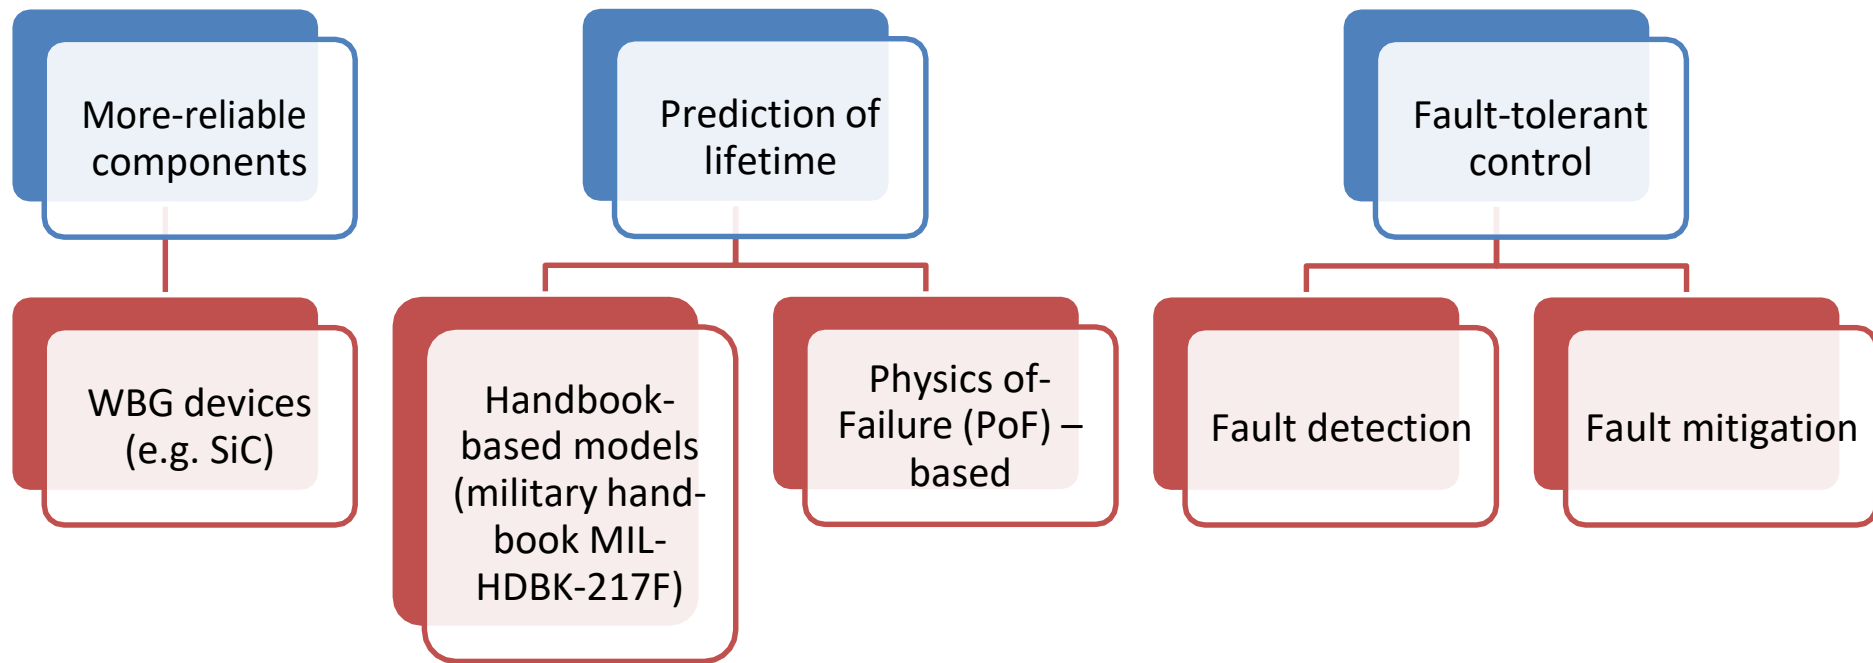 More-reliable
components
Prediction of
lifetime
Fault-tolerant
control
WBG devices
(e.g. SiC)
Handbook-
based models
(military hand-
book MIL-
HDBK-217F)
Physics of-
Failure (PoF) –
based
Fault detection
Fault mitigation